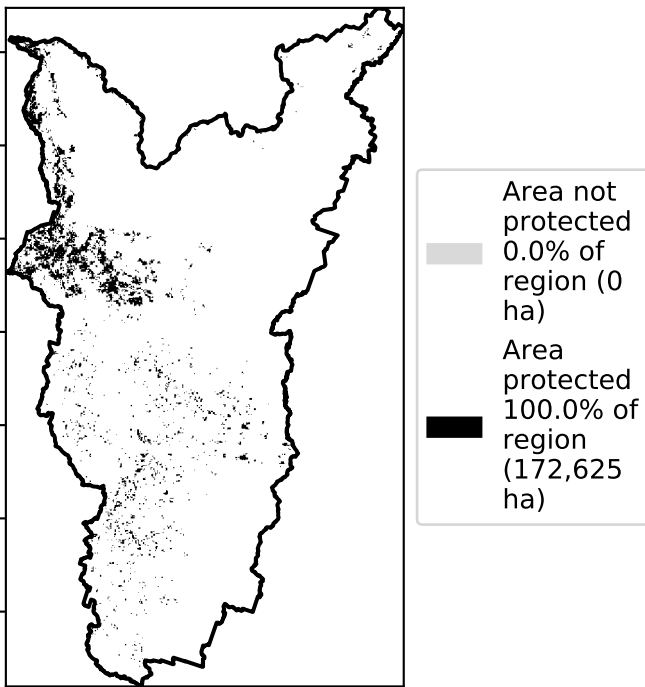 Area not
protected
0.0% of
region (0
ha)
Area
protected
100.0% of
region
(172,625
ha)